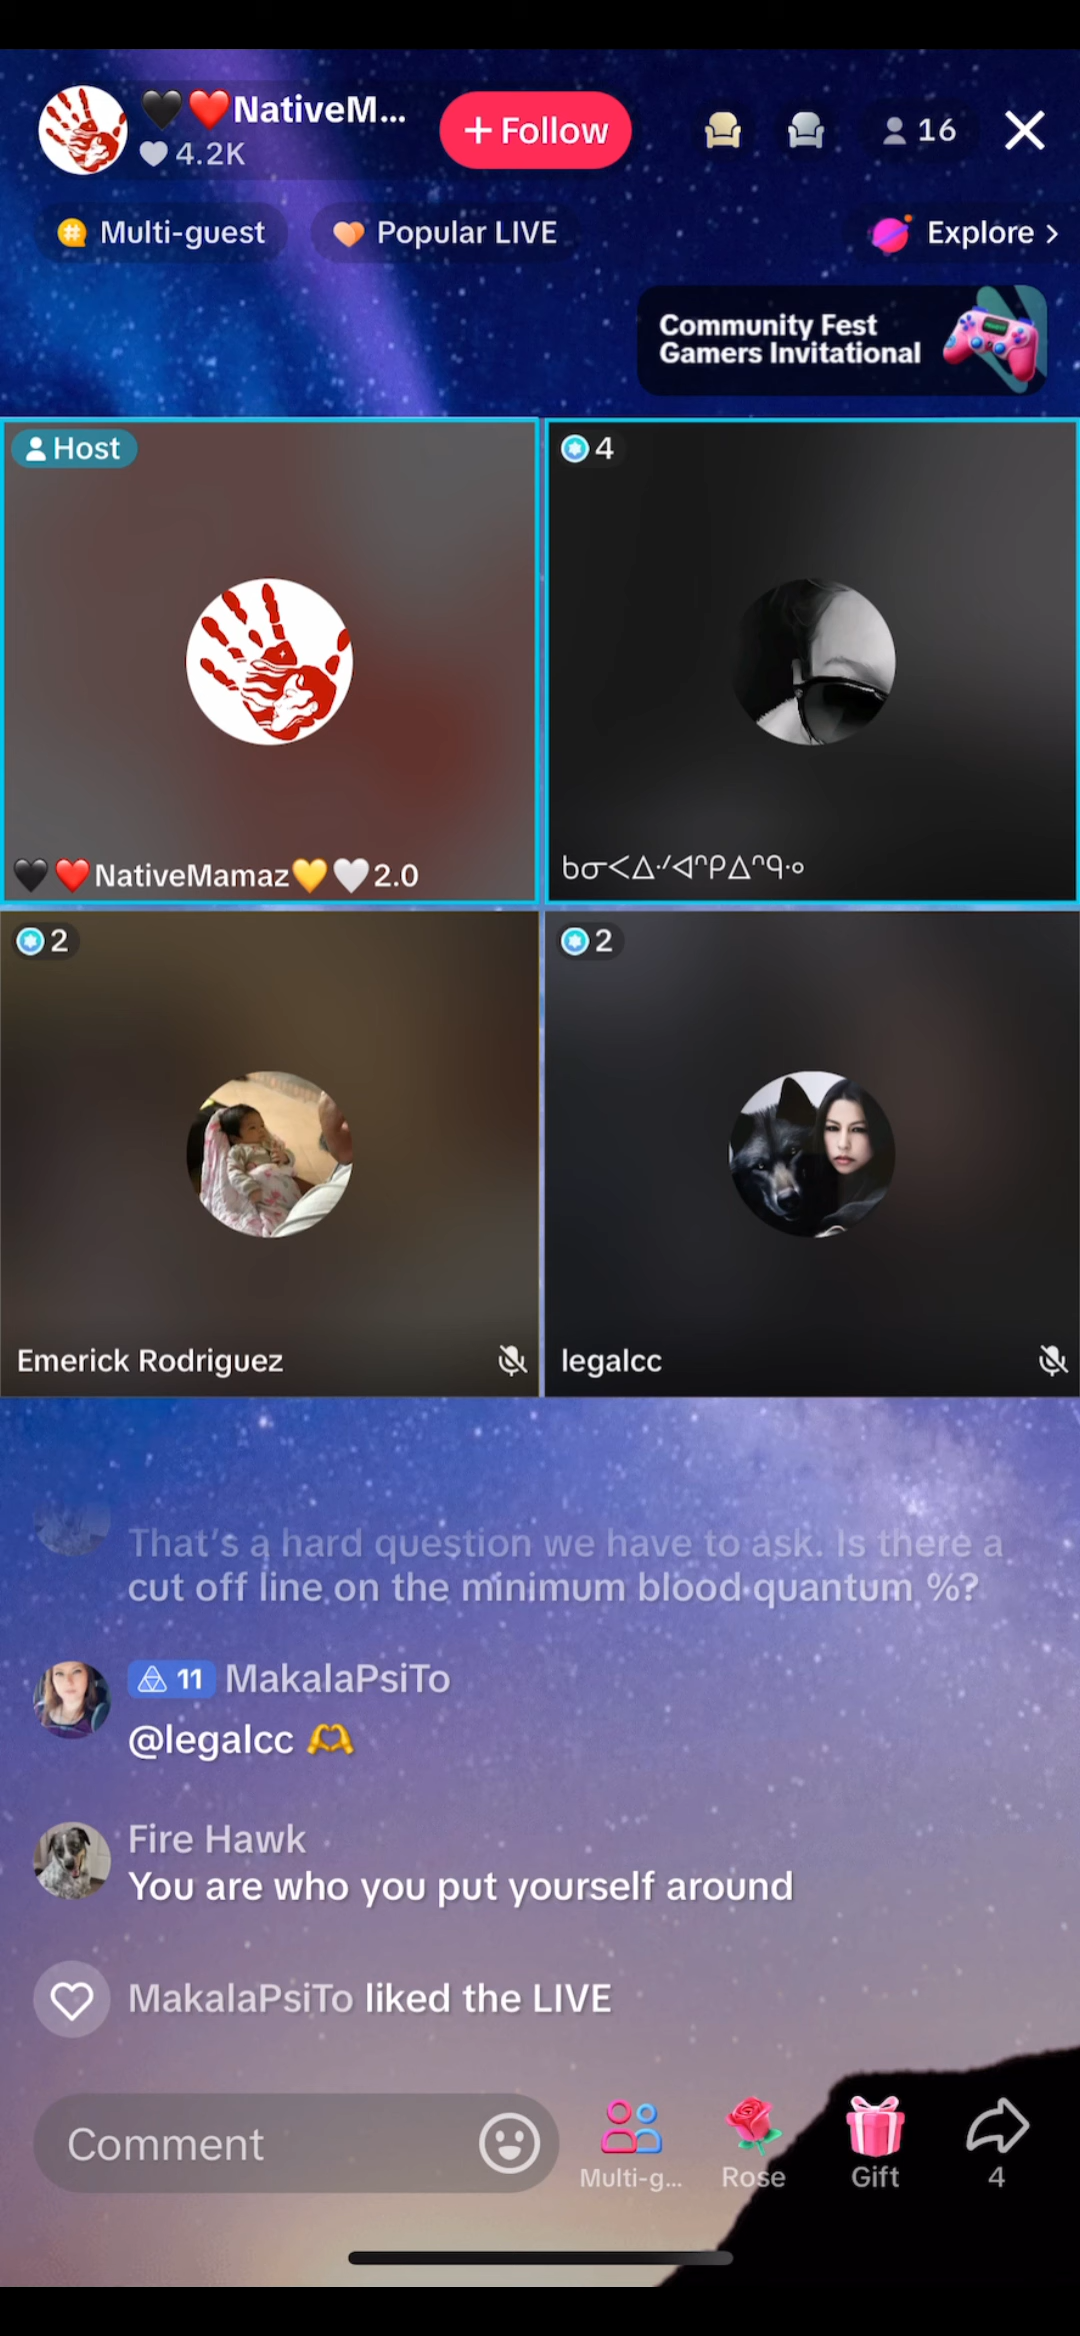 🖤❤️NativeM...
4.2K
+ Follow
16
Multi-guest
Popular LIVE
Explore >
Community Fest
Gamers Invitational
Host
4
🖤❤️NativeMamaz💛🤍2.0
ᑲᓂᐸᐏᐟᐊᐢᑭᐃᐢᑫᐤ
2
2
Emerick Rodriguez
legalcc
That's a hard question we have to ask. Is there a
cut off line on the minimum blood quantum %?
11 MakalaPsiTo
@legalcc 🫶
Fire Hawk
You are who you put yourself around
MakalaPsiTo liked the LIVE
Comment
Multi-g...
Rose
Gift
4